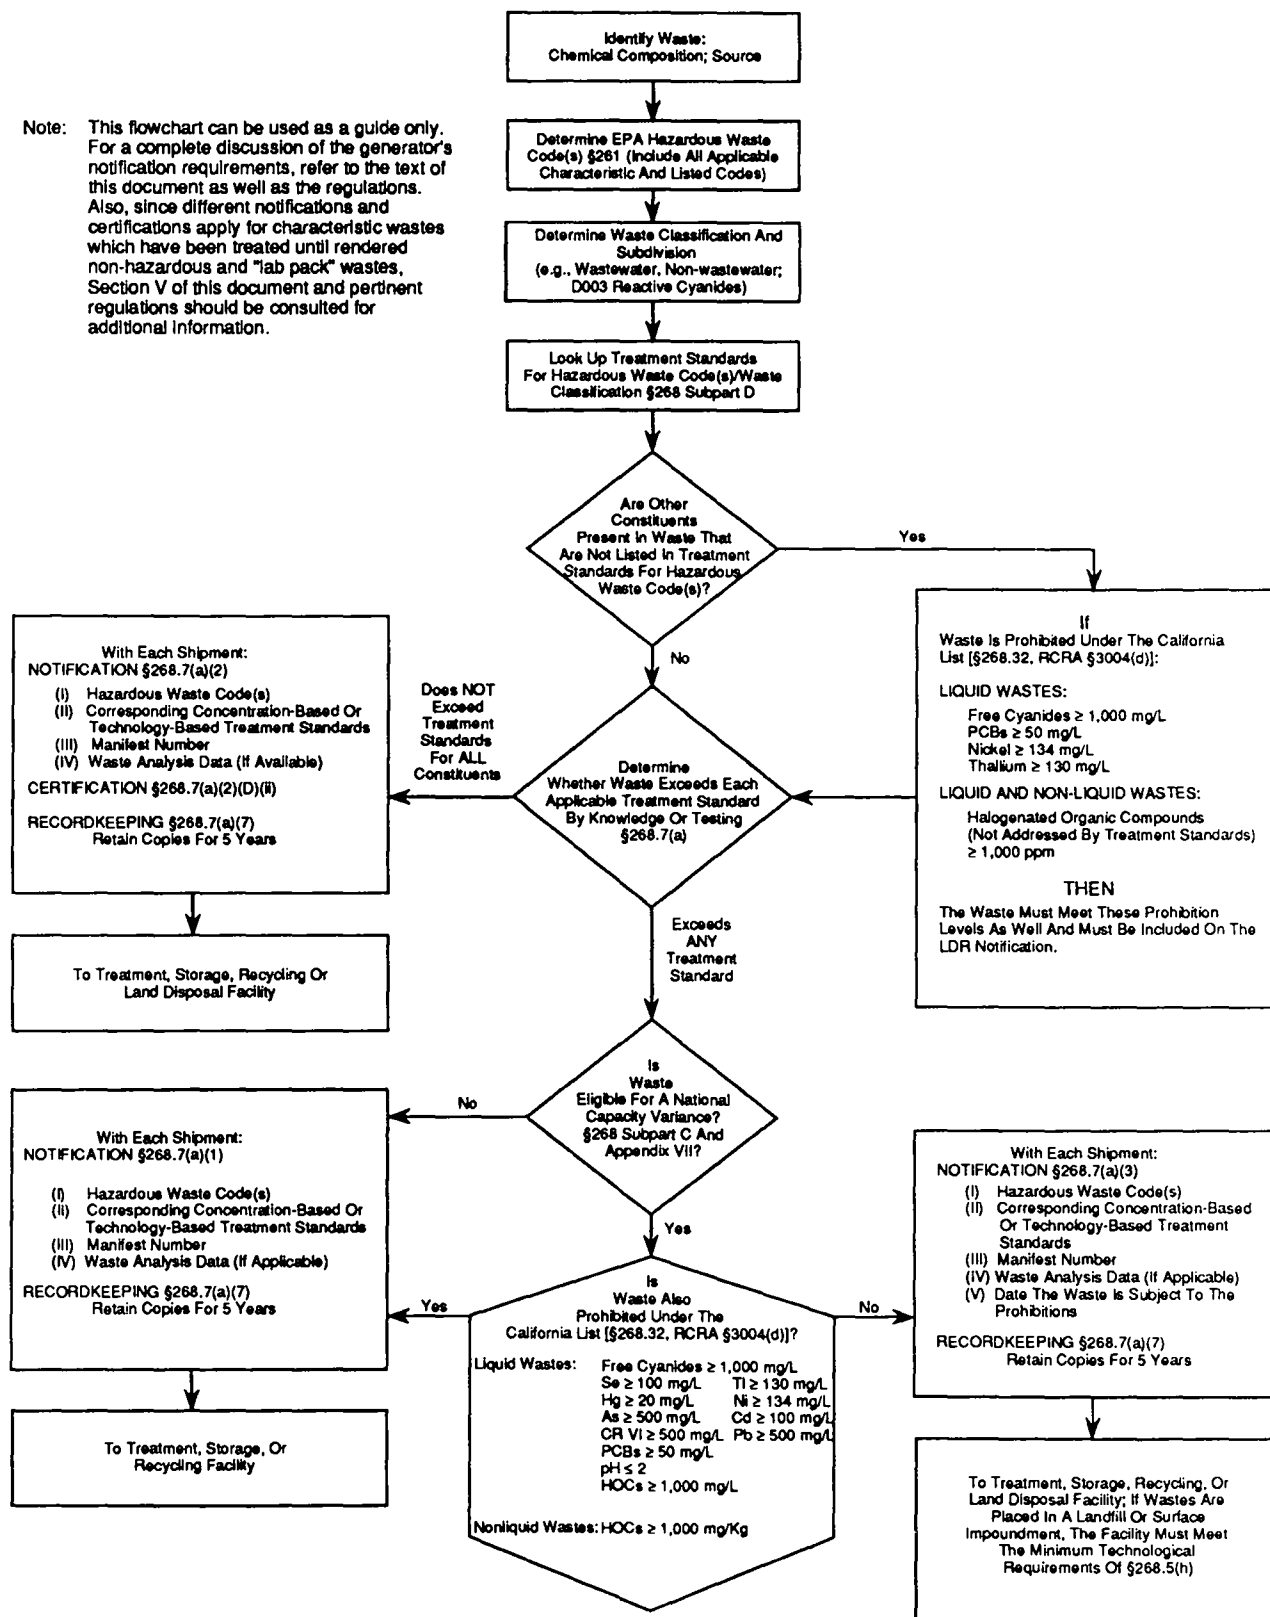 Identify Waste:
Chemical Composition; Source
Note: This flowchart can be used as a guide only.
For a complete discussion of the generator's
notification requirements, refer to the text of
this document as well as the regulations.
Also, since different notifications and
certifications apply for characteristic wastes
which have been treated until rendered
non-hazardous and "lab pack" wastes,
Section V of this document and pertinent
regulations should be consulted for
additional information.
Determine EPA Hazardous Waste
Code(s) §261 (Include All Applicable
Characteristic And Listed Codes)
Determine Waste Classification And
Subdivision
(e.g., Wastewater, Non-wastewater;
D003 Reactive Cyanides)
Look Up Treatment Standards
For Hazardous Waste Code(s)/Waste
Classification §268 Subpart D
Are Other
Constituents
Present In Waste That
Are Not Listed In Treatment
Standards For Hazardous
Waste Code(s)?
Yes
No
If
Waste Is Prohibited Under The California
List [§268.32, RCRA §3004(d)]:
LIQUID WASTES:
Free Cyanides ≥ 1,000 mg/L
PCBs ≥ 50 mg/L
Nickel ≥ 134 mg/L
Thallium ≥ 130 mg/L
LIQUID AND NON-LIQUID WASTES:
Halogenated Organic Compounds
(Not Addressed By Treatment Standards)
≥ 1,000 ppm
THEN
The Waste Must Meet These Prohibition
Levels As Well And Must Be Included On The
LDR Notification.
Determine
Whether Waste Exceeds Each
Applicable Treatment Standard
By Knowledge Or Testing
§268.7(a)
Does NOT
Exceed
Treatment
Standards
For ALL
Constituents
With Each Shipment:
NOTIFICATION §268.7(a)(2)
(I) Hazardous Waste Code(s)
(II) Corresponding Concentration-Based Or
Technology-Based Treatment Standards
(III) Manifest Number
(IV) Waste Analysis Data (If Available)
CERTIFICATION §268.7(a)(2)(D)(ii)
RECORDKEEPING §268.7(a)(7)
Retain Copies For 5 Years
To Treatment, Storage, Recycling Or
Land Disposal Facility
Exceeds
ANY
Treatment
Standard
Is
Waste
Eligible For A National
Capacity Variance?
§268 Subpart C And
Appendix VII?
No
Yes
With Each Shipment:
NOTIFICATION §268.7(a)(1)
(I) Hazardous Waste Code(s)
(Ii) Corresponding Concentration-Based Or
Technology-Based Treatment Standards
(III) Manifest Number
(IV) Waste Analysis Data (If Applicable)
RECORDKEEPING §268.7(a)(7)
Retain Copies For 5 Years
To Treatment, Storage, Or
Recycling Facility
Yes
Is
Waste Also
Prohibited Under The
California List [§268.32, RCRA §3004(d)]?
Liquid Wastes: Free Cyanides ≥ 1,000 mg/L
Se ≥ 100 mg/L Tl ≥ 130 mg/L
Hg ≥ 20 mg/L Ni ≥ 134 mg/L
As ≥ 500 mg/L Cd ≥ 100 mg/L
CR VI ≥ 500 mg/L Pb ≥ 500 mg/L
PCBs ≥ 50 mg/L
pH ≤ 2
HOCs ≥ 1,000 mg/L
Nonliquid Wastes: HOCs ≥ 1,000 mg/Kg
No
With Each Shipment:
NOTIFICATION §268.7(a)(3)
(I) Hazardous Waste Code(s)
(II) Corresponding Concentration-Based
Or Technology-Based Treatment
Standards
(III) Manifest Number
(IV) Waste Analysis Data (If Applicable)
(V) Date The Waste Is Subject To The
Prohibitions
RECORDKEEPING §268.7(a)(7)
Retain Copies For 5 Years
To Treatment, Storage, Recycling, Or
Land Disposal Facility; If Wastes Are
Placed In A Landfill Or Surface
Impoundment, The Facility Must Meet
The Minimum Technological
Requirements Of §268.5(h)